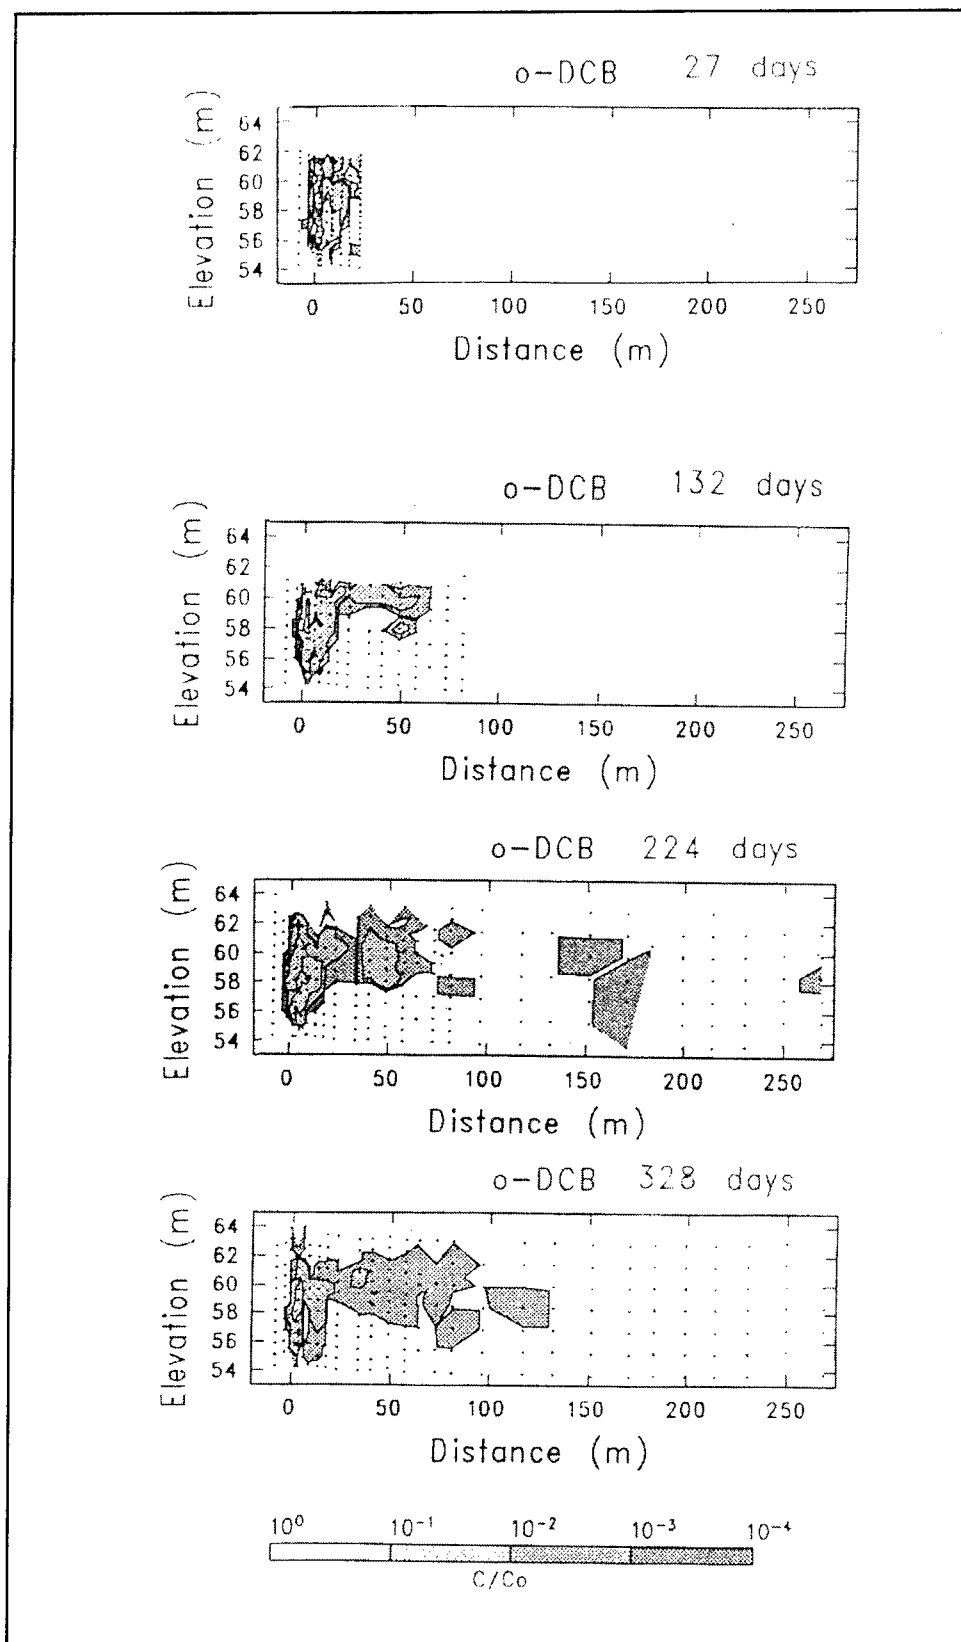 o-DCB 27 days
Elevation (m)
64
62
60
58
56
54
0 50 100 150 200 250
Distance (m)
o-DCB 132 days
Elevation (m)
64
62
60
58
56
54
0 50 100 150 200 250
Distance (m)
o-DCB 224 days
Elevation (m)
64
62
60
58
56
54
0 50 100 150 200 250
Distance (m)
o-DCB 328 days
Elevation (m)
64
62
60
58
56
54
0 50 100 150 200 250
Distance (m)
10⁰ 10⁻¹ 10⁻² 10⁻³ 10⁻⁴
C/Co